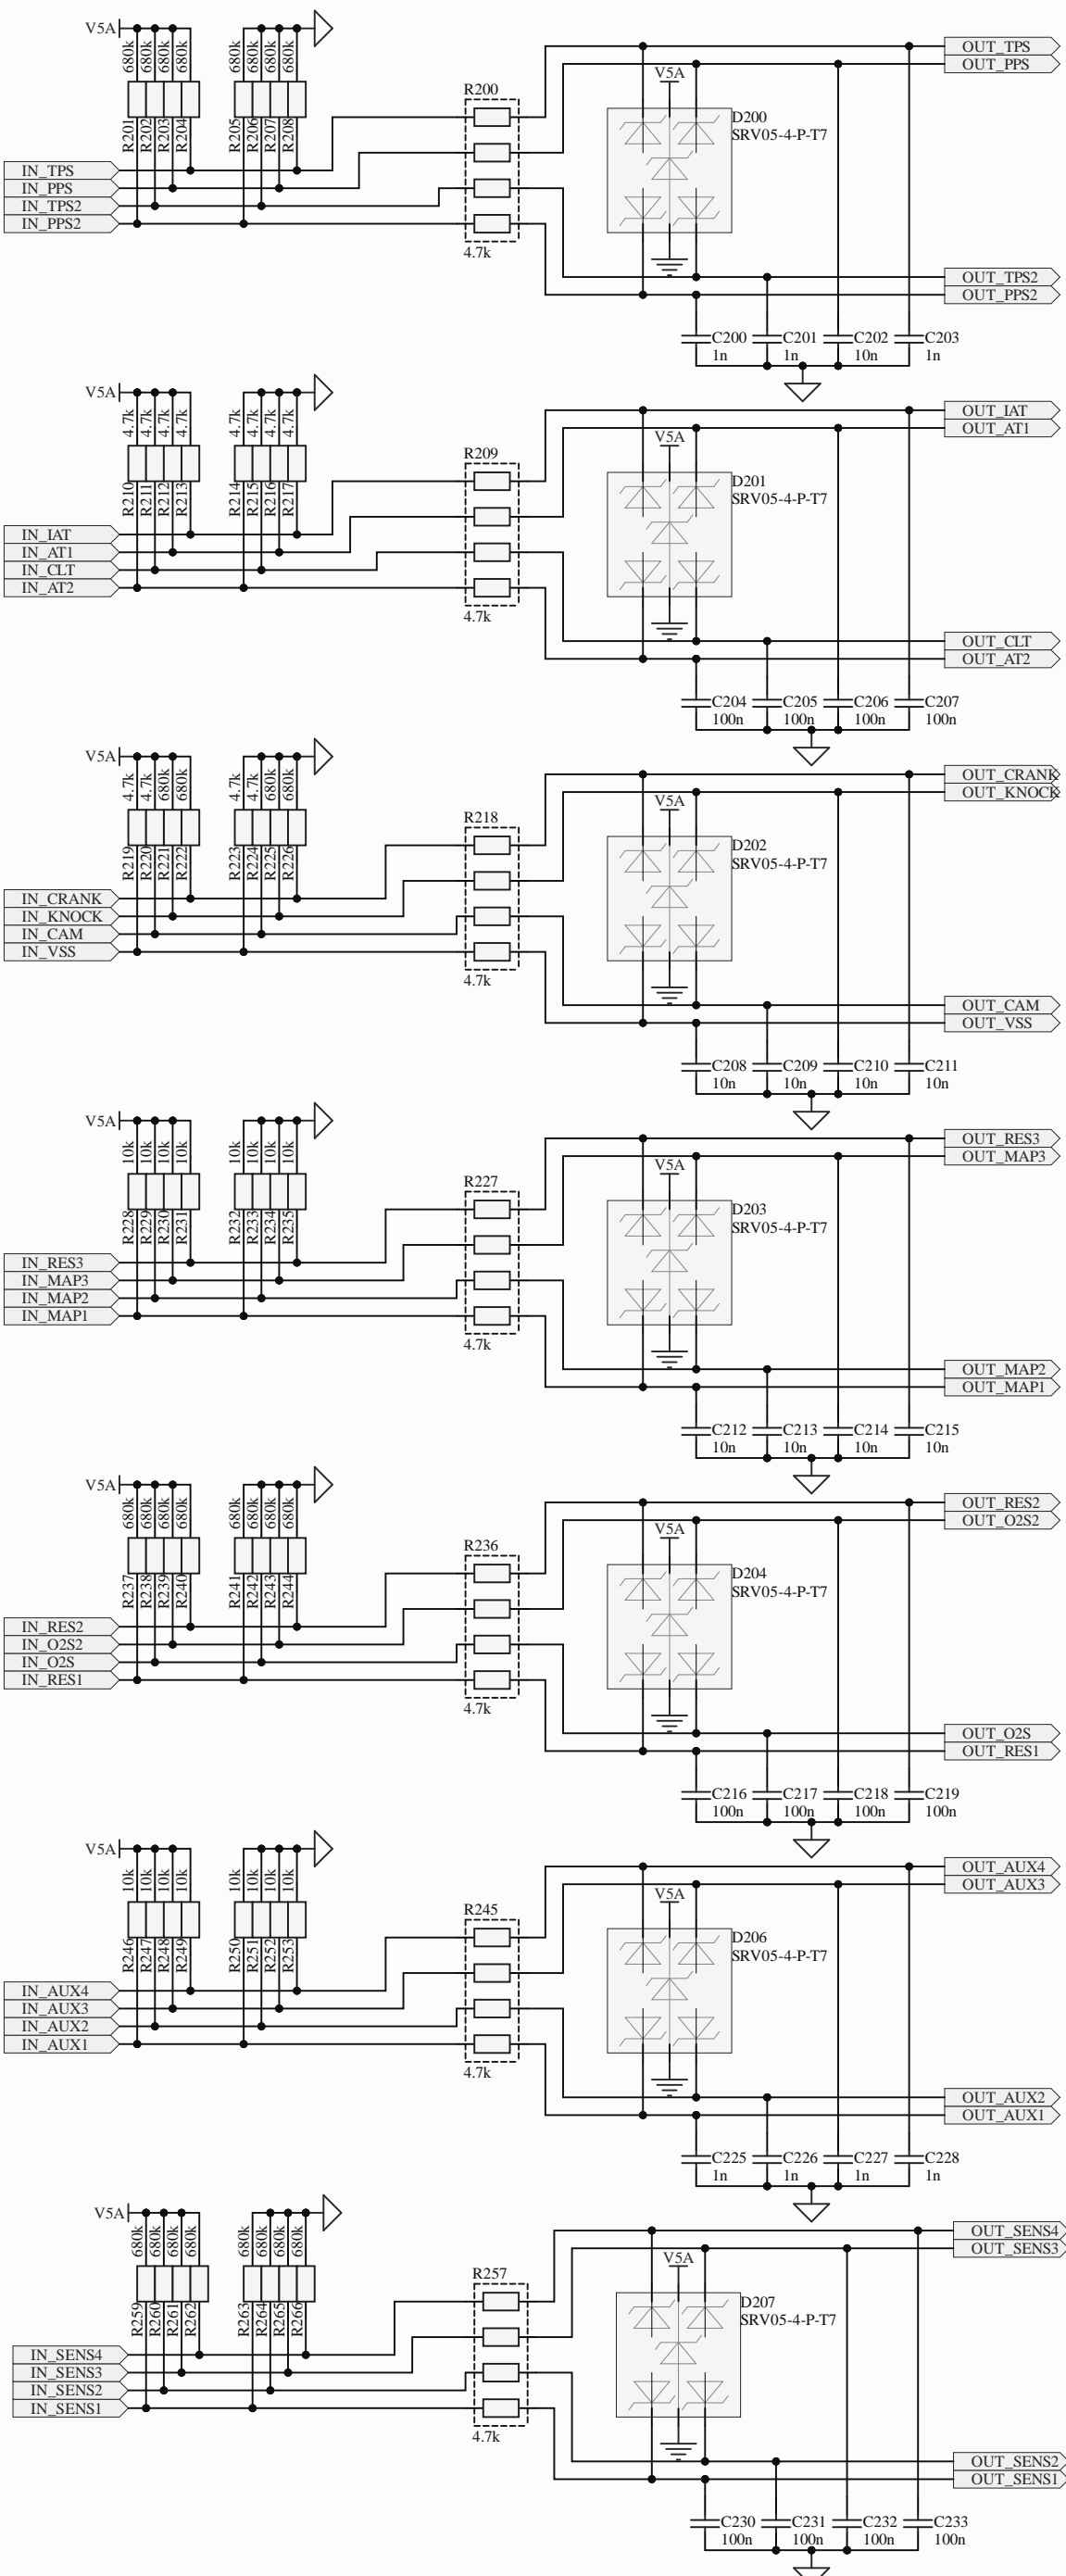 V5A
680k
680k
680k
680k
680k
680k
680k
680k
R201
R202
R203
R204
R205
R206
R207
R208
IN_TPS
IN_PPS
IN_TPS2
IN_PPS2
R200
4.7k
V5A
D200
SRV05-4-P-T7
OUT_TPS
OUT_PPS
OUT_TPS2
OUT_PPS2
C200
1n
C201
1n
C202
10n
C203
1n
V5A
4.7k
4.7k
4.7k
4.7k
4.7k
4.7k
4.7k
4.7k
R210
R211
R212
R213
R214
R215
R216
R217
IN_IAT
IN_AT1
IN_CLT
IN_AT2
R209
4.7k
V5A
D201
SRV05-4-P-T7
OUT_IAT
OUT_AT1
OUT_CLT
OUT_AT2
C204
100n
C205
100n
C206
100n
C207
100n
V5A
4.7k
4.7k
680k
680k
4.7k
4.7k
680k
680k
R219
R220
R221
R222
R223
R224
R225
R226
IN_CRANK
IN_KNOCK
IN_CAM
IN_VSS
R218
4.7k
V5A
D202
SRV05-4-P-T7
OUT_CRANK
OUT_KNOCK
OUT_CAM
OUT_VSS
C208
10n
C209
10n
C210
10n
C211
10n
V5A
10k
10k
10k
10k
10k
10k
10k
10k
R228
R229
R230
R231
R232
R233
R234
R235
IN_RES3
IN_MAP3
IN_MAP2
IN_MAP1
R227
4.7k
V5A
D203
SRV05-4-P-T7
OUT_RES3
OUT_MAP3
OUT_MAP2
OUT_MAP1
C212
10n
C213
10n
C214
10n
C215
10n
V5A
680k
680k
680k
680k
680k
680k
680k
680k
R237
R238
R239
R240
R241
R242
R243
R244
IN_RES2
IN_O2S2
IN_O2S
IN_RES1
R236
4.7k
V5A
D204
SRV05-4-P-T7
OUT_RES2
OUT_O2S2
OUT_O2S
OUT_RES1
C216
100n
C217
100n
C218
100n
C219
100n
V5A
10k
10k
10k
10k
10k
10k
10k
10k
R246
R247
R248
R249
R250
R251
R252
R253
IN_AUX4
IN_AUX3
IN_AUX2
IN_AUX1
R245
4.7k
V5A
D206
SRV05-4-P-T7
OUT_AUX4
OUT_AUX3
OUT_AUX2
OUT_AUX1
C225
1n
C226
1n
C227
1n
C228
1n
V5A
680k
680k
680k
680k
680k
680k
680k
680k
R259
R260
R261
R262
R263
R264
R265
R266
IN_SENS4
IN_SENS3
IN_SENS2
IN_SENS1
R257
4.7k
V5A
D207
SRV05-4-P-T7
OUT_SENS4
OUT_SENS3
OUT_SENS2
OUT_SENS1
C230
100n
C231
100n
C232
100n
C233
100n